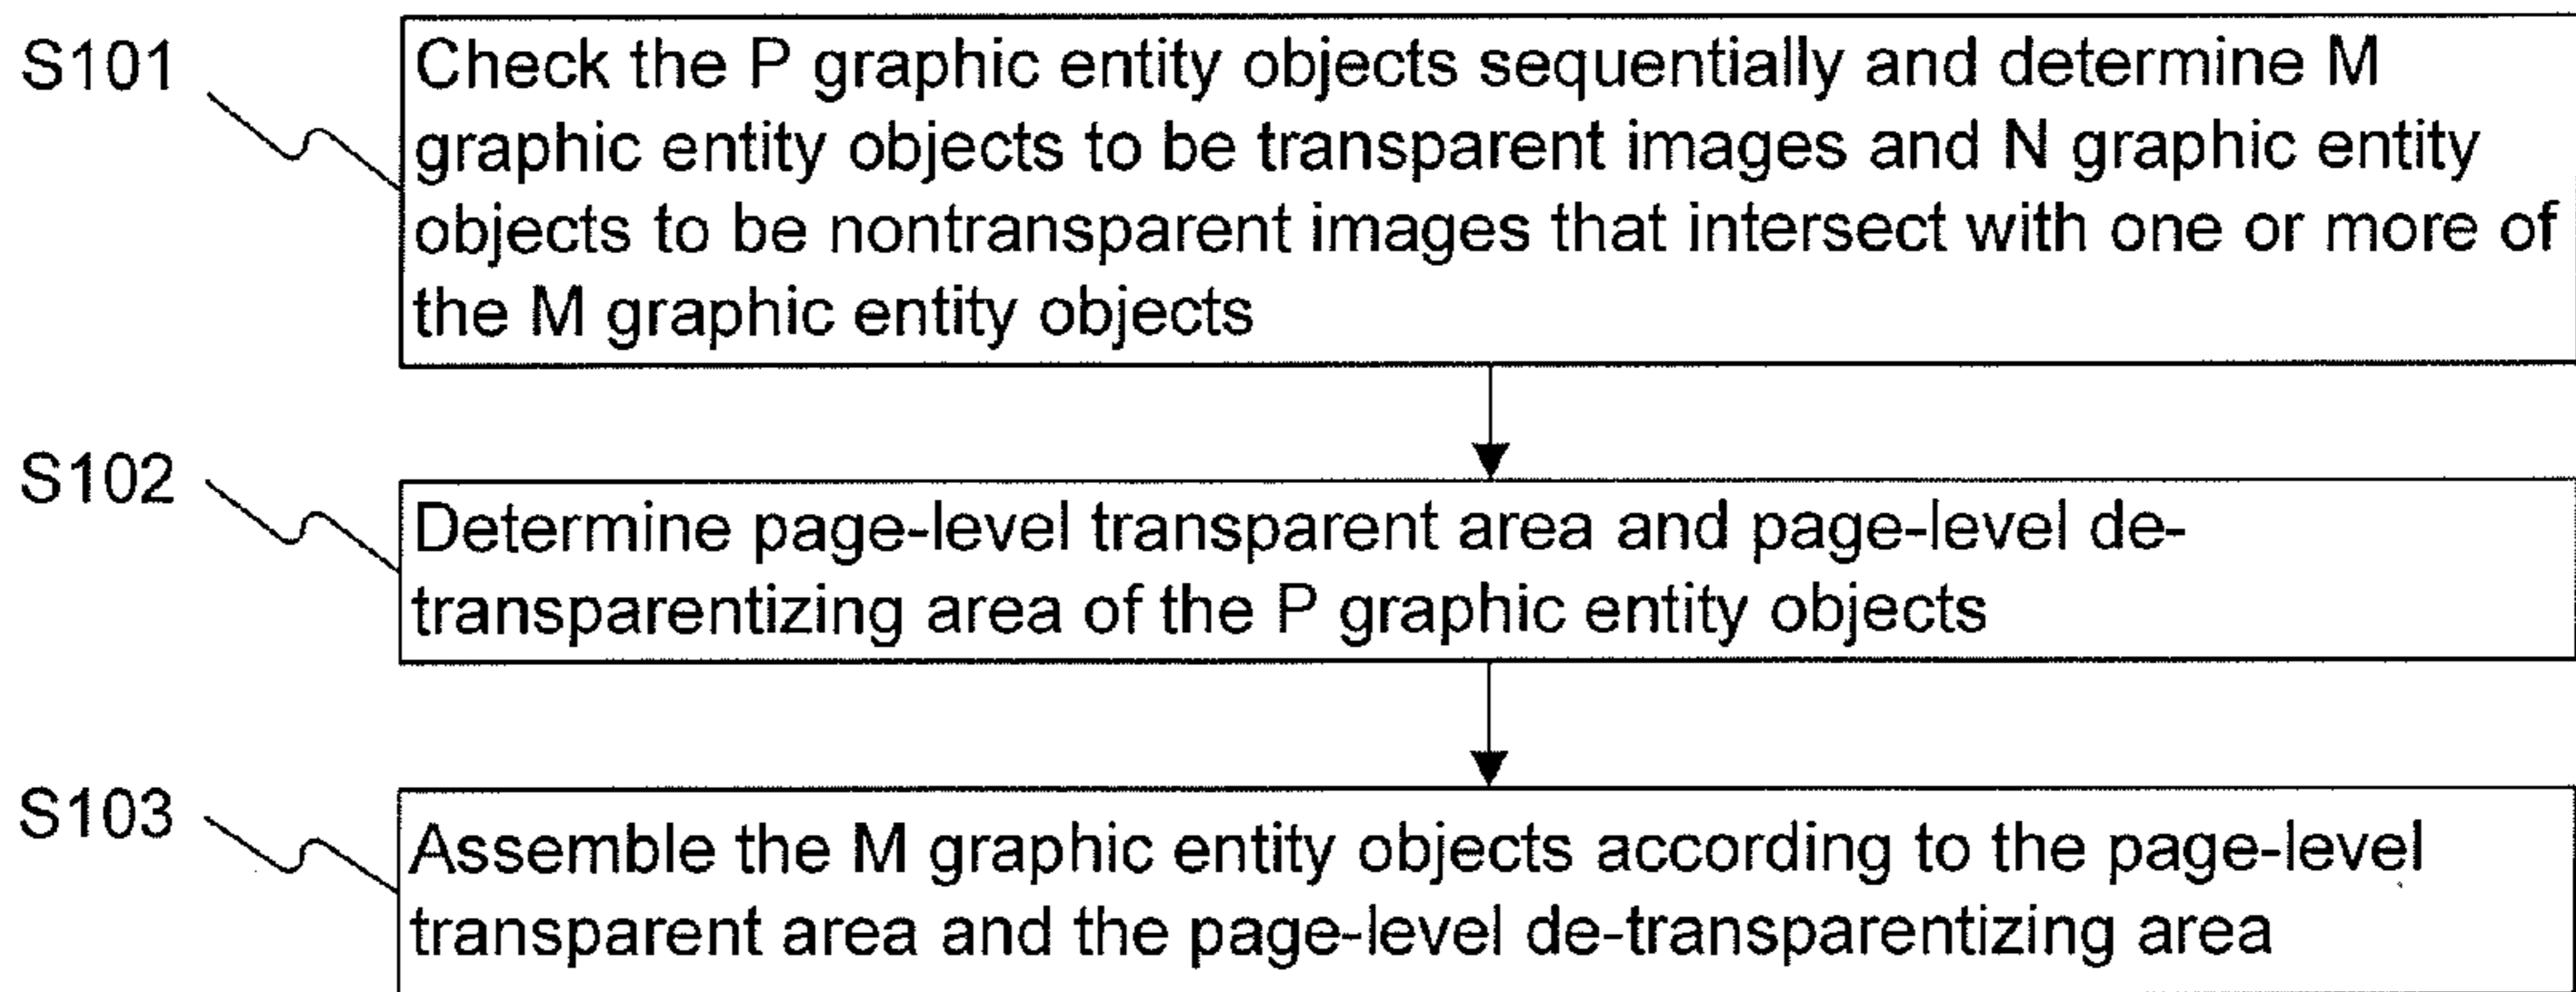 S101
Check the P graphic entity objects sequentially and determine M
graphic entity objects to be transparent images and N graphic entity
objects to be nontransparent images that intersect with one or more of
the M graphic entity objects
S102
Determine page-level transparent area and page-level de-
transparentizing area of the P graphic entity objects
S103
Assemble the M graphic entity objects according to the page-level
transparent area and the page-level de-transparentizing area